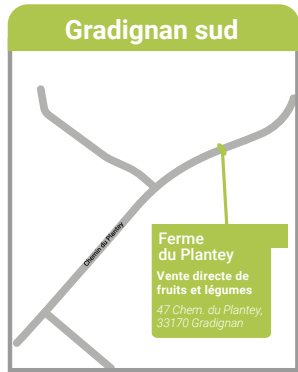 Gradignan sud
Chemin du Plantey
Ferme
du Plantey
Vente directe de
fruits et légumes
47 Chem. du Plantey,
33170 Gradignan